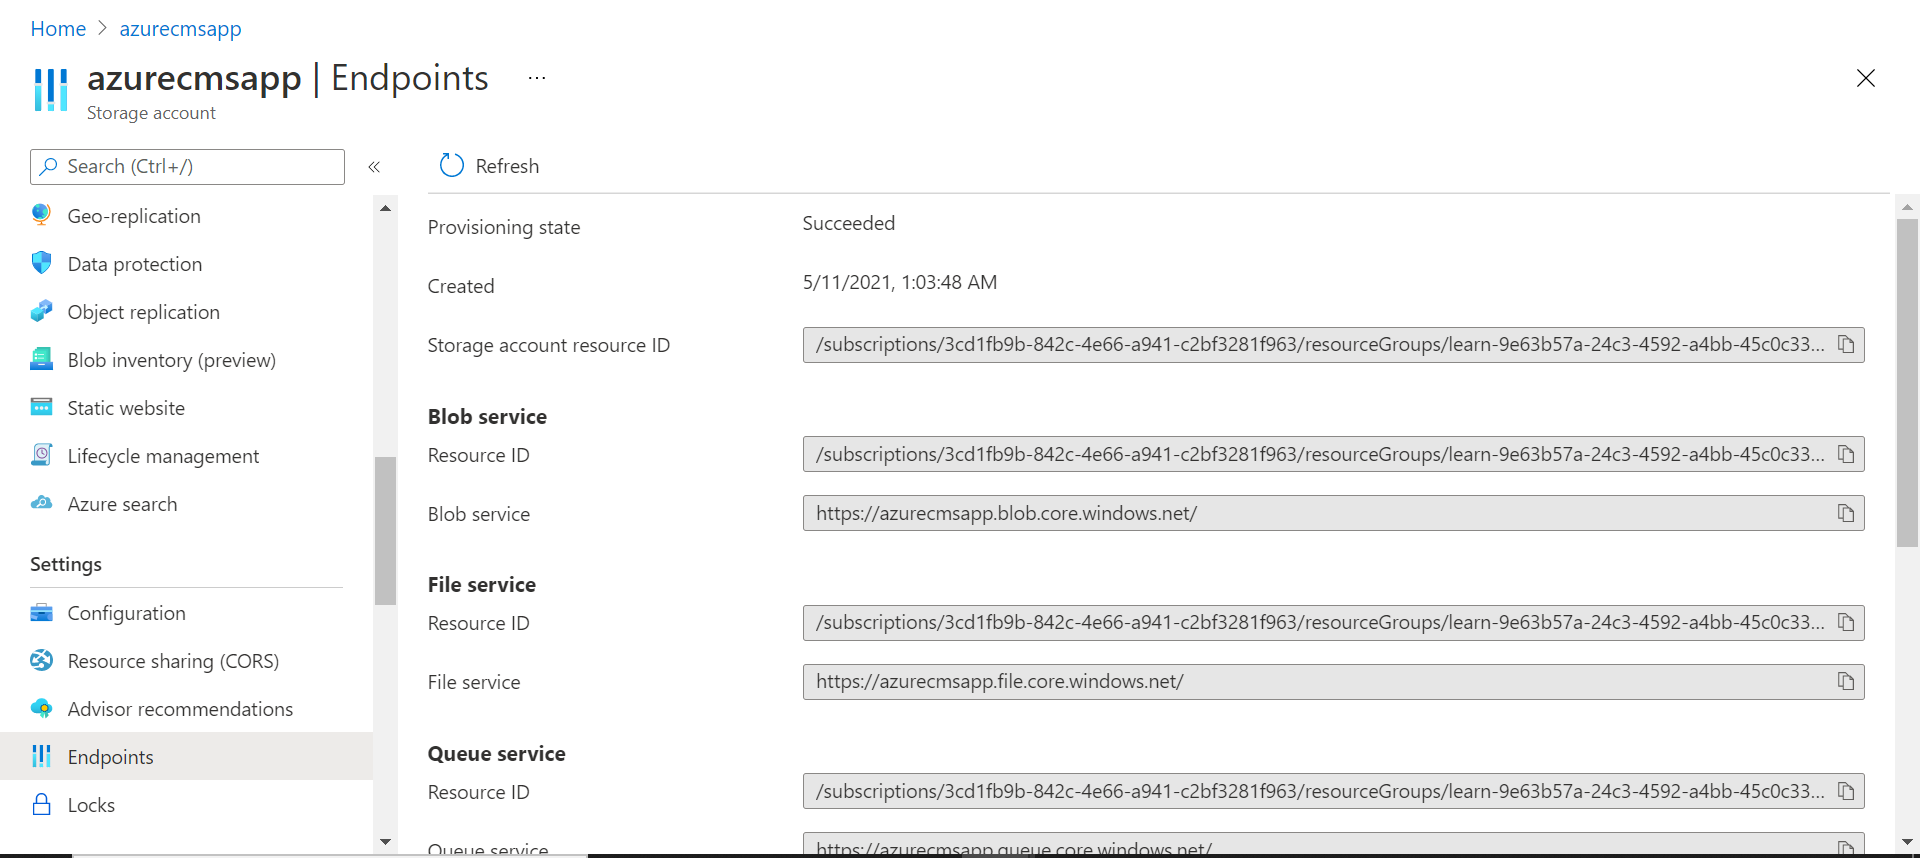 Home > azurecmsapp
azurecmsapp | Endpoints ...
Storage account
Search (Ctrl+/)
«
Geo-replication
Data protection
Object replication
Blob inventory (preview)
Static website
Lifecycle management
Azure search
Settings
Configuration
Resource sharing (CORS)
Advisor recommendations
Endpoints
Locks
Refresh
Provisioning state Succeeded
Created 5/11/2021, 1:03:48 AM
Storage account resource ID /subscriptions/3cd1fb9b-842c-4e66-a941-c2bf3281f963/resourceGroups/learn-9e63b57a-24c3-4592-a4bb-45c0c33...
Blob service
Resource ID /subscriptions/3cd1fb9b-842c-4e66-a941-c2bf3281f963/resourceGroups/learn-9e63b57a-24c3-4592-a4bb-45c0c33...
Blob service https://azurecmsapp.blob.core.windows.net/
File service
Resource ID /subscriptions/3cd1fb9b-842c-4e66-a941-c2bf3281f963/resourceGroups/learn-9e63b57a-24c3-4592-a4bb-45c0c33...
File service https://azurecmsapp.file.core.windows.net/
Queue service
Resource ID /subscriptions/3cd1fb9b-842c-4e66-a941-c2bf3281f963/resourceGroups/learn-9e63b57a-24c3-4592-a4bb-45c0c33...
Queue service https://azurecmsapp.queue.core.windows.net/